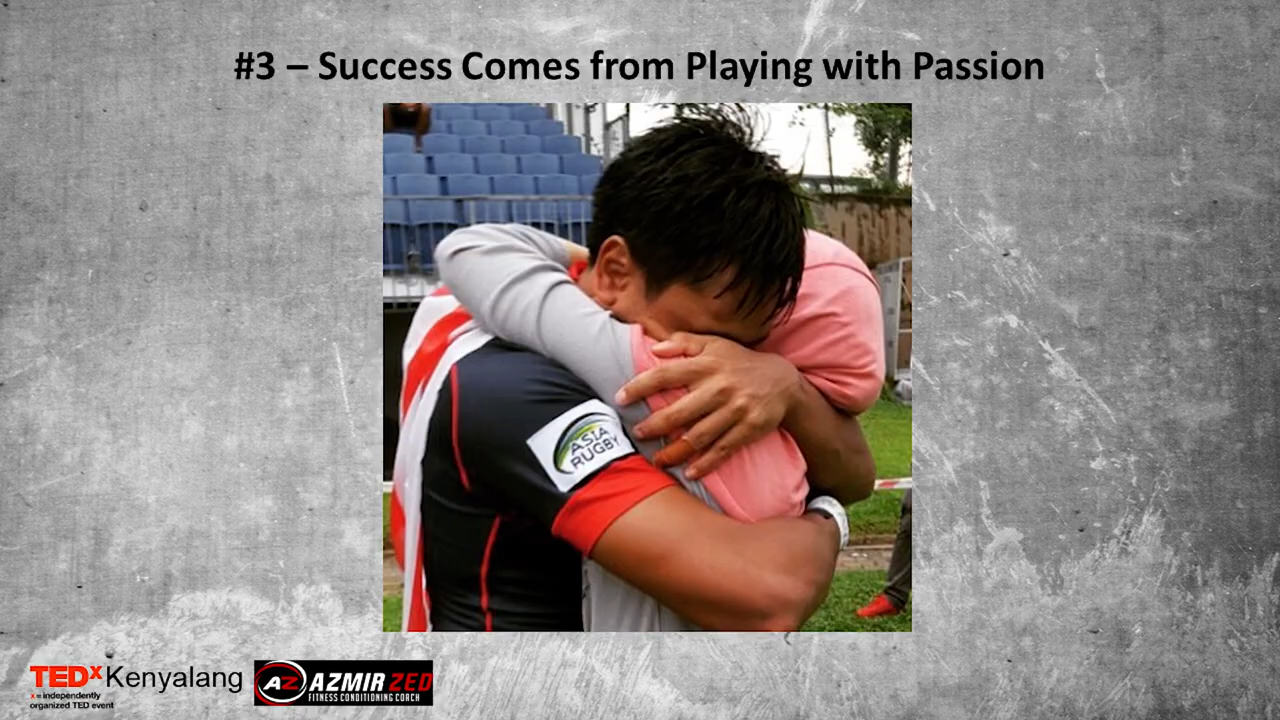 #3 – Success Comes from Playing with Passion
ASIA
RUGBY
TEDxKenyalang
x = independently
organized TED event
AZ AZMIR ZED
FITNESS CONDITIONING COACH